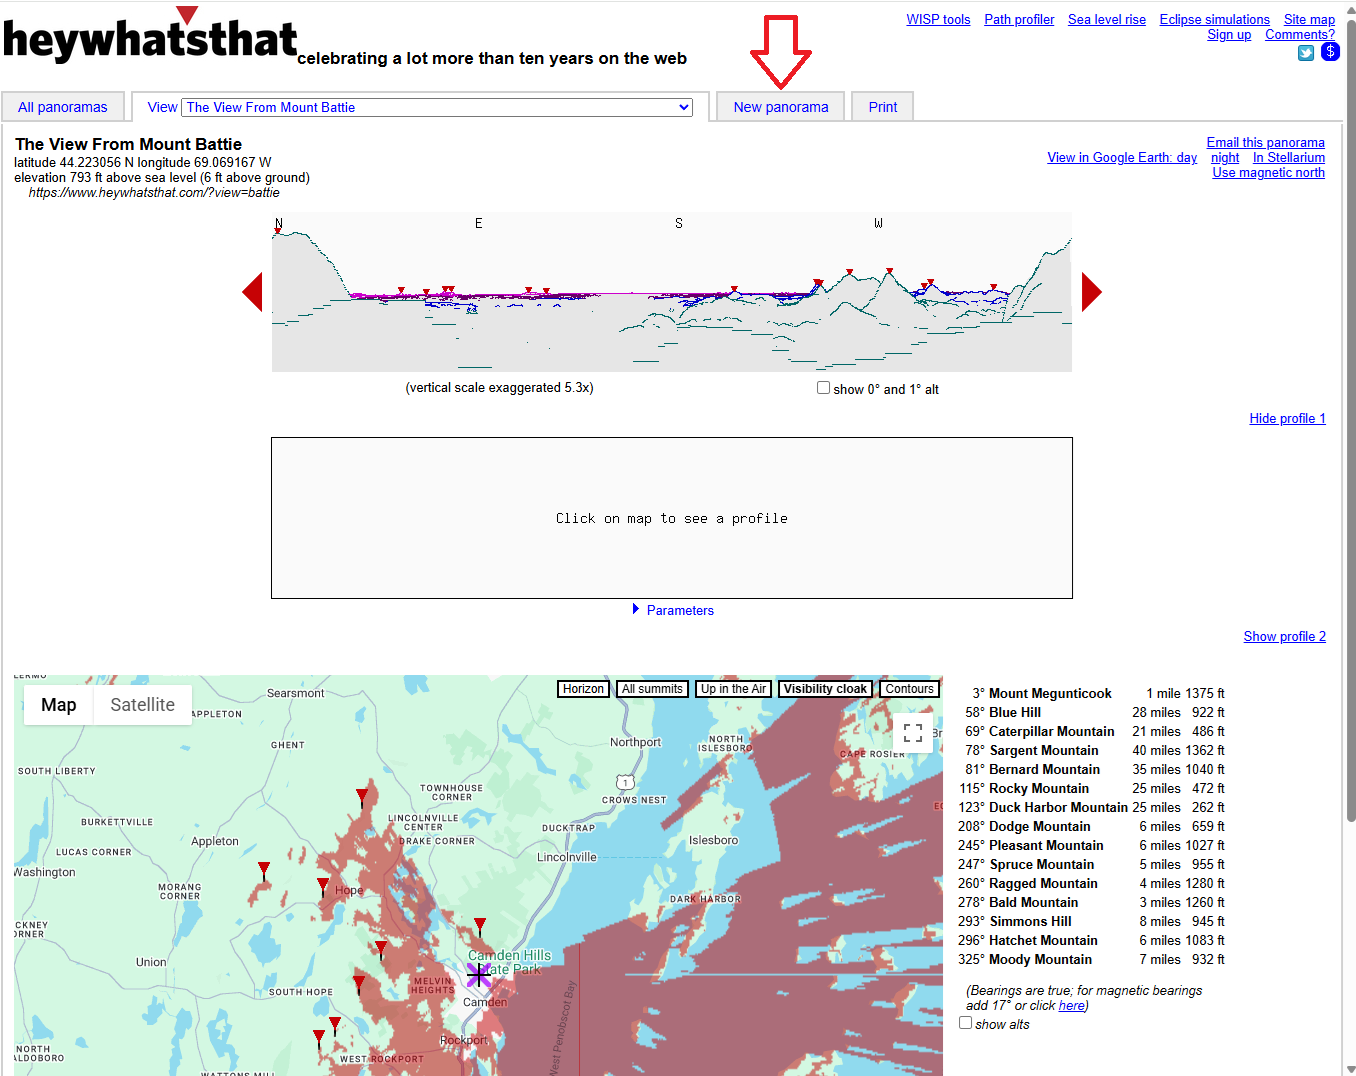 heywhatsthat
celebrating a lot more than ten years on the web
WISP tools Path profiler Sea level rise Eclipse simulations Site map
Sign up Comments?
$
All panoramas View The View From Mount Battie New panorama Print
The View From Mount Battie
latitude 44.223056 N longitude 69.069167 W
elevation 793 ft above sea level (6 ft above ground)
https://www.heywhatsthat.com/?view=battie
Email this panorama
View in Google Earth: day night In Stellarium
Use magnetic north
N E S W
(vertical scale exaggerated 5.3x) show 0° and 1° alt
Hide profile 1
Click on map to see a profile
Parameters
Show profile 2
Map Satellite
Horizon All summits Up in the Air Visibility cloak Contours
Searsmont
APPLETON
GHENT
Northport
NORTH
ISLESBORO
CAPE ROSIER
SOUTH LIBERTY
1
TOWNHOUSE
CORNER
CROWS NEST
BURKETTVILLE
LINCOLNVILLE
CENTER
DUCKTRAP
Appleton
DRAKE CORNER
Islesboro
LUCAS CORNER
Lincolnville
Washington
MORANG
CORNER
Hope
DARK HARBOR
CKNEY
ORNER
Union
Camden Hills
State Park
SOUTH HOPE
MELVIN
HEIGHTS
Camden
West Penobscot Bay
Rockport
NORTH
ALDOBORO
WEST ROCKPORT
WATTONS MILL
3° Mount Megunticook 1 mile 1375 ft
58° Blue Hill 28 miles 922 ft
69° Caterpillar Mountain 21 miles 486 ft
78° Sargent Mountain 40 miles 1362 ft
81° Bernard Mountain 35 miles 1040 ft
115° Rocky Mountain 25 miles 472 ft
123° Duck Harbor Mountain 25 miles 262 ft
208° Dodge Mountain 6 miles 659 ft
245° Pleasant Mountain 6 miles 1027 ft
247° Spruce Mountain 5 miles 955 ft
260° Ragged Mountain 4 miles 1280 ft
278° Bald Mountain 3 miles 1260 ft
293° Simmons Hill 8 miles 945 ft
296° Hatchet Mountain 6 miles 1083 ft
325° Moody Mountain 7 miles 932 ft
(Bearings are true; for magnetic bearings
add 17° or click here)
show alts